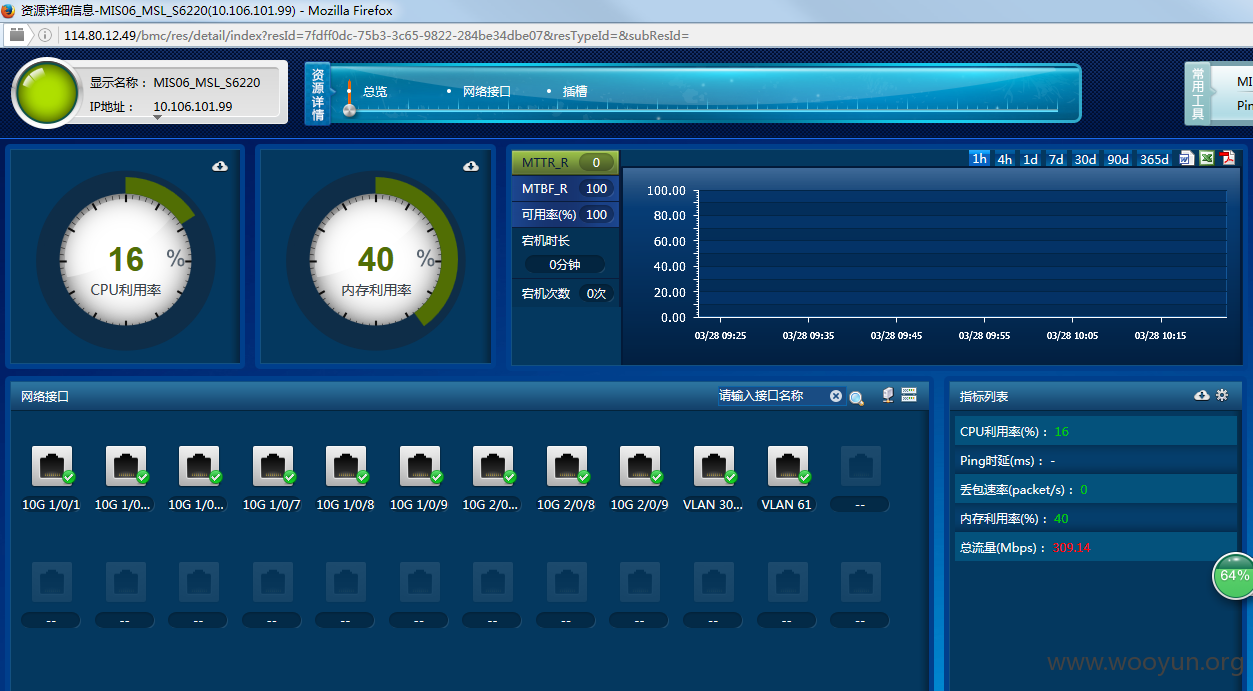 资源详细信息-MIS06_MSL_S6220(10.106.101.99) - Mozilla Firefox
114.80.12.49/bmc/res/detail/index?resId=7fdff0dc-75b3-3c65-9822-284be34dbe07&resTypeId=&subResId=
显示名称： MIS06_MSL_S6220
IP地址： 10.106.101.99
资源详情
总览 网络接口 插槽
常用工具
MI
Pin
16 %
CPU利用率
40 %
内存利用率
MTTR_R 0
MTBF_R 100
可用率(%) 100
宕机时长
0分钟
宕机次数 0次
1h 4h 1d 7d 30d 90d 365d
100.00
80.00
60.00
40.00
20.00
0.00
03/28 09:25 03/28 09:35 03/28 09:45 03/28 09:55 03/28 10:05 03/28 10:15
网络接口
请输入接口名称
10G 1/0/1 10G 1/0... 10G 1/0... 10G 1/0/7 10G 1/0/8 10G 1/0/9 10G 2/0... 10G 2/0/8 10G 2/0/9 VLAN 30... VLAN 61 --
-- -- -- -- -- -- -- -- -- -- -- --
指标列表
CPU利用率(%)： 16
Ping时延(ms)： -
丢包速率(packet/s)： 0
内存利用率(%)： 40
总流量(Mbps)： 309.14
64%
www.wooyun.org